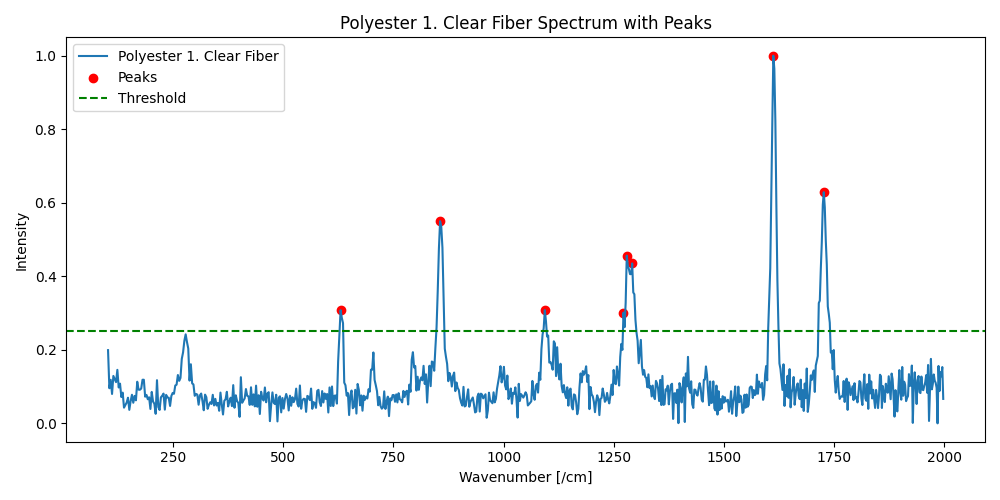 Polyester 1. Clear Fiber Spectrum with Peaks
Polyester 1. Clear Fiber
Peaks
Threshold
Intensity
1.0
0.8
0.6
0.4
0.2
0.0
250 500 750 1000 1250 1500 1750 2000
Wavenumber [/cm]